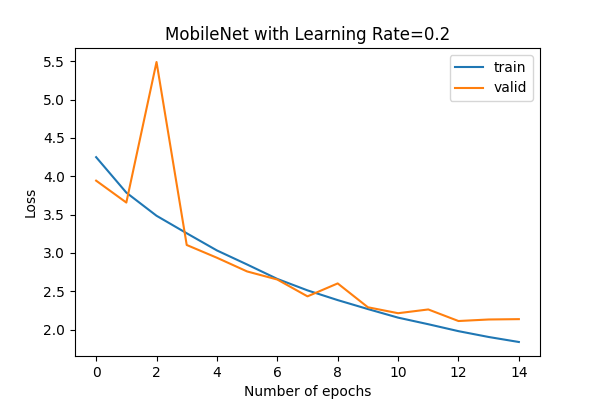 MobileNet with Learning Rate=0.2
5.5
5.0
4.5
4.0
3.5
3.0
2.5
2.0
Loss
train
valid
0 2 4 6 8 10 12 14
Number of epochs